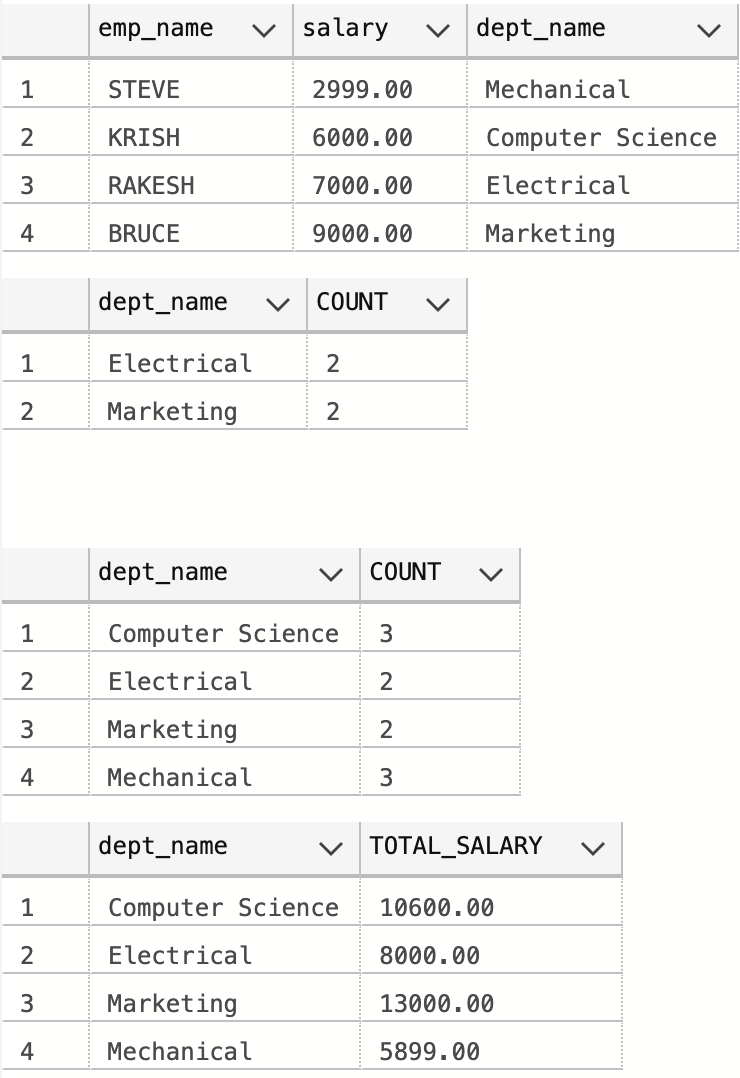 emp_name salary dept_name
1 STEVE 2999.00 Mechanical
2 KRISH 6000.00 Computer Science
3 RAKESH 7000.00 Electrical
4 BRUCE 9000.00 Marketing
dept_name COUNT
1 Electrical 2
2 Marketing 2
dept_name COUNT
1 Computer Science 3
2 Electrical 2
3 Marketing 2
4 Mechanical 3
dept_name TOTAL_SALARY
1 Computer Science 10600.00
2 Electrical 8000.00
3 Marketing 13000.00
4 Mechanical 5899.00